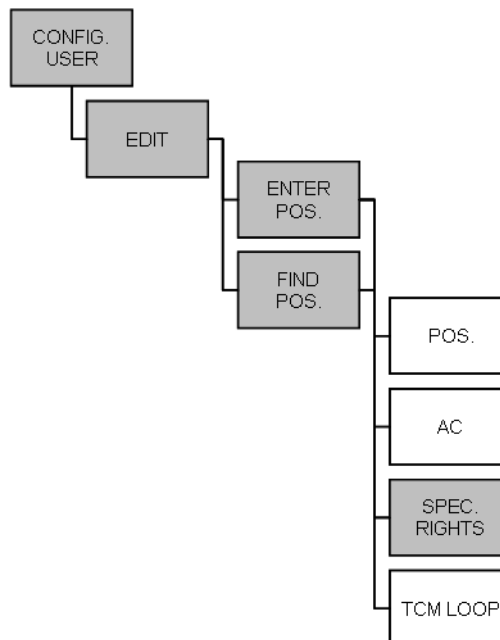 CONFIG.
USER
EDIT
ENTER
POS.
FIND
POS.
POS.
AC
SPEC.
RIGHTS
TCM LOOP